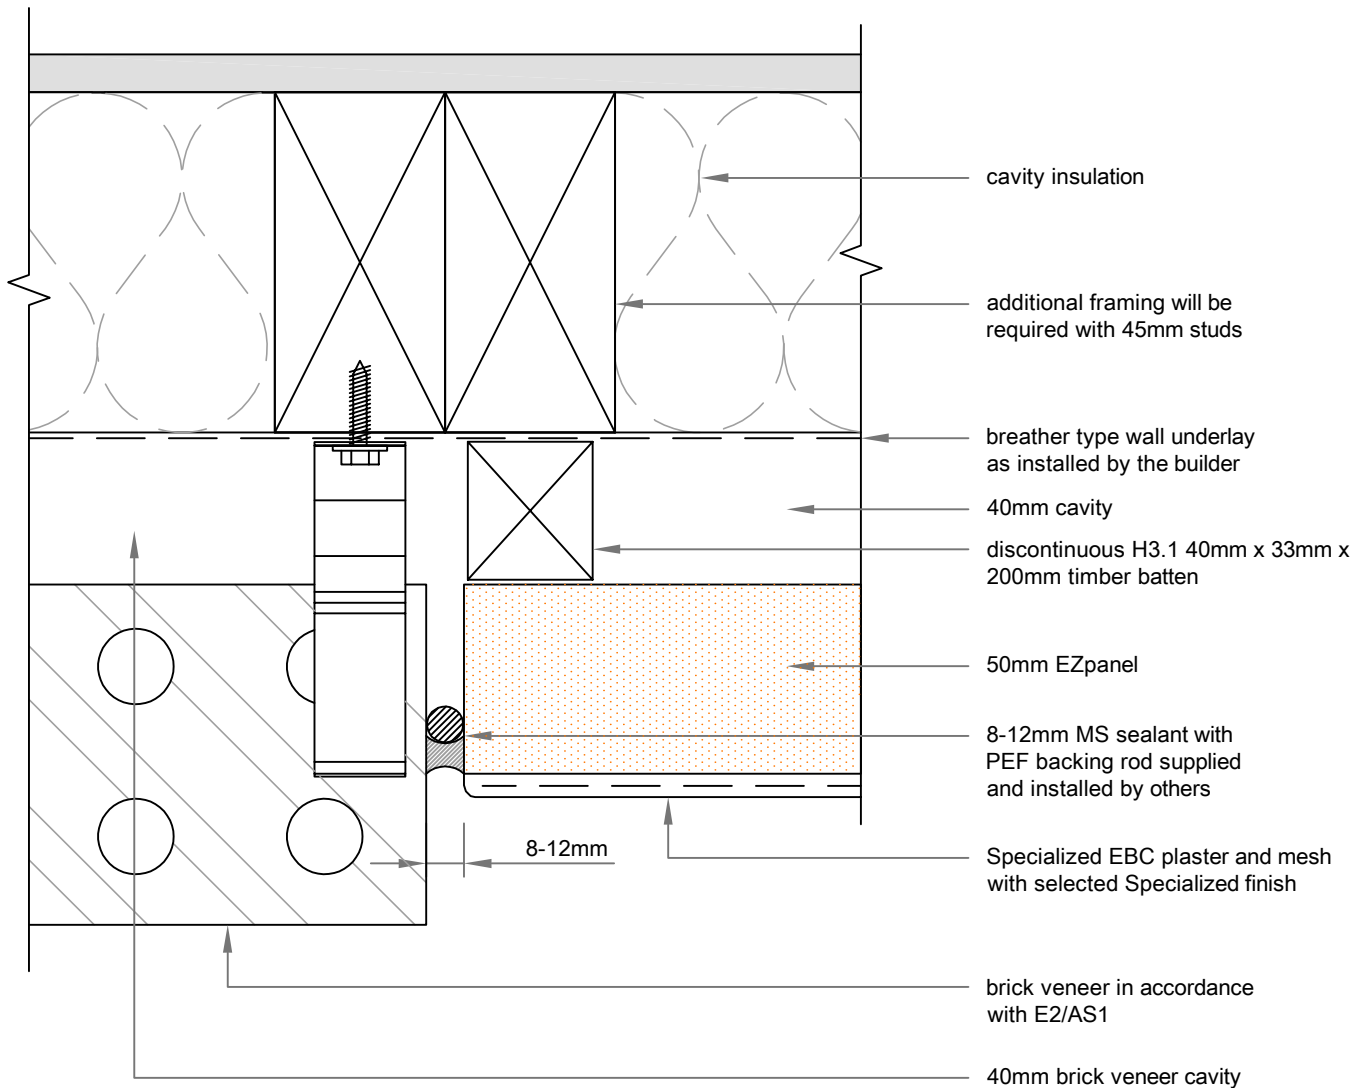 cavity insulation
additional framing will be
required with 45mm studs
breather type wall underlay
as installed by the builder
40mm cavity
discontinuous H3.1 40mm x 33mm x
200mm timber batten
50mm EZpanel
8-12mm MS sealant with
PEF backing rod supplied
and installed by others
8-12mm
Specialized EBC plaster and mesh
with selected Specialized finish
brick veneer in accordance
with E2/AS1
40mm brick veneer cavity